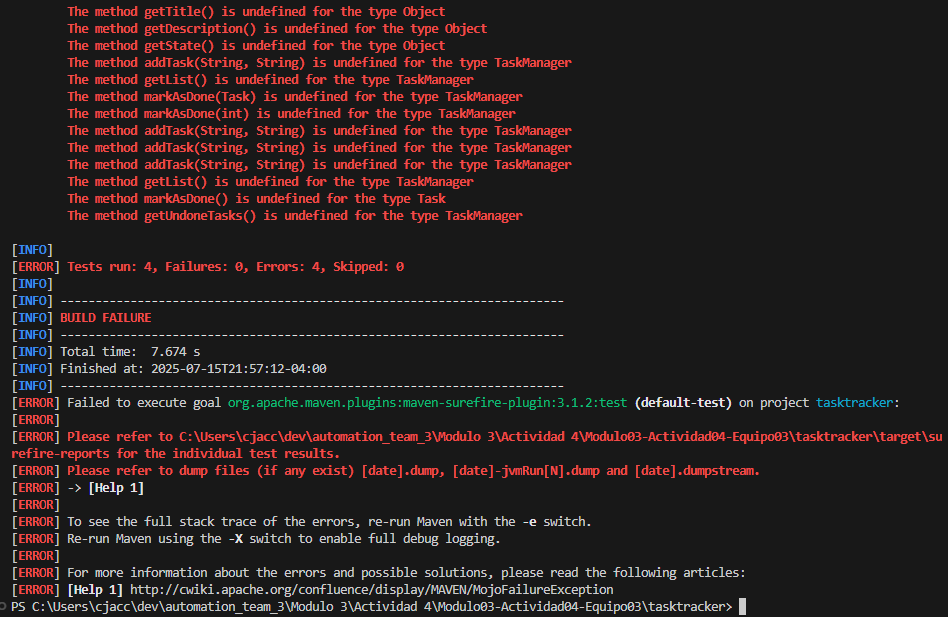 The method getTitle() is undefined for the type Object
The method getDescription() is undefined for the type Object
The method getState() is undefined for the type Object
The method addTask(String, String) is undefined for the type TaskManager
The method getList() is undefined for the type TaskManager
The method markAsDone(Task) is undefined for the type TaskManager
The method markAsDone(int) is undefined for the type TaskManager
The method addTask(String, String) is undefined for the type TaskManager
The method addTask(String, String) is undefined for the type TaskManager
The method addTask(String, String) is undefined for the type TaskManager
The method getList() is undefined for the type TaskManager
The method markAsDone() is undefined for the type Task
The method getUndoneTasks() is undefined for the type TaskManager
[INFO]
[ERROR] Tests run: 4, Failures: 0, Errors: 4, Skipped: 0
[INFO]
[INFO] ------------------------------------------------------------------------
[INFO] BUILD FAILURE
[INFO] ------------------------------------------------------------------------
[INFO] Total time:  7.674 s
[INFO] Finished at: 2025-07-15T21:57:12-04:00
[INFO] ------------------------------------------------------------------------
[ERROR] Failed to execute goal org.apache.maven.plugins:maven-surefire-plugin:3.1.2:test (default-test) on project tasktracker:
[ERROR]
[ERROR] Please refer to C:\Users\cjacc\dev\automation_team_3\Modulo 3\Actividad 4\Modulo03-Actividad04-Equipo03\tasktracker\target\su
refire-reports for the individual test results.
[ERROR] Please refer to dump files (if any exist) [date].dump, [date]-jvmRun[N].dump and [date].dumpstream.
[ERROR] -> [Help 1]
[ERROR]
[ERROR] To see the full stack trace of the errors, re-run Maven with the -e switch.
[ERROR] Re-run Maven using the -X switch to enable full debug logging.
[ERROR]
[ERROR] For more information about the errors and possible solutions, please read the following articles:
[ERROR] [Help 1] http://cwiki.apache.org/confluence/display/MAVEN/MojoFailureException
PS C:\Users\cjacc\dev\automation_team_3\Modulo 3\Actividad 4\Modulo03-Actividad04-Equipo03\tasktracker>